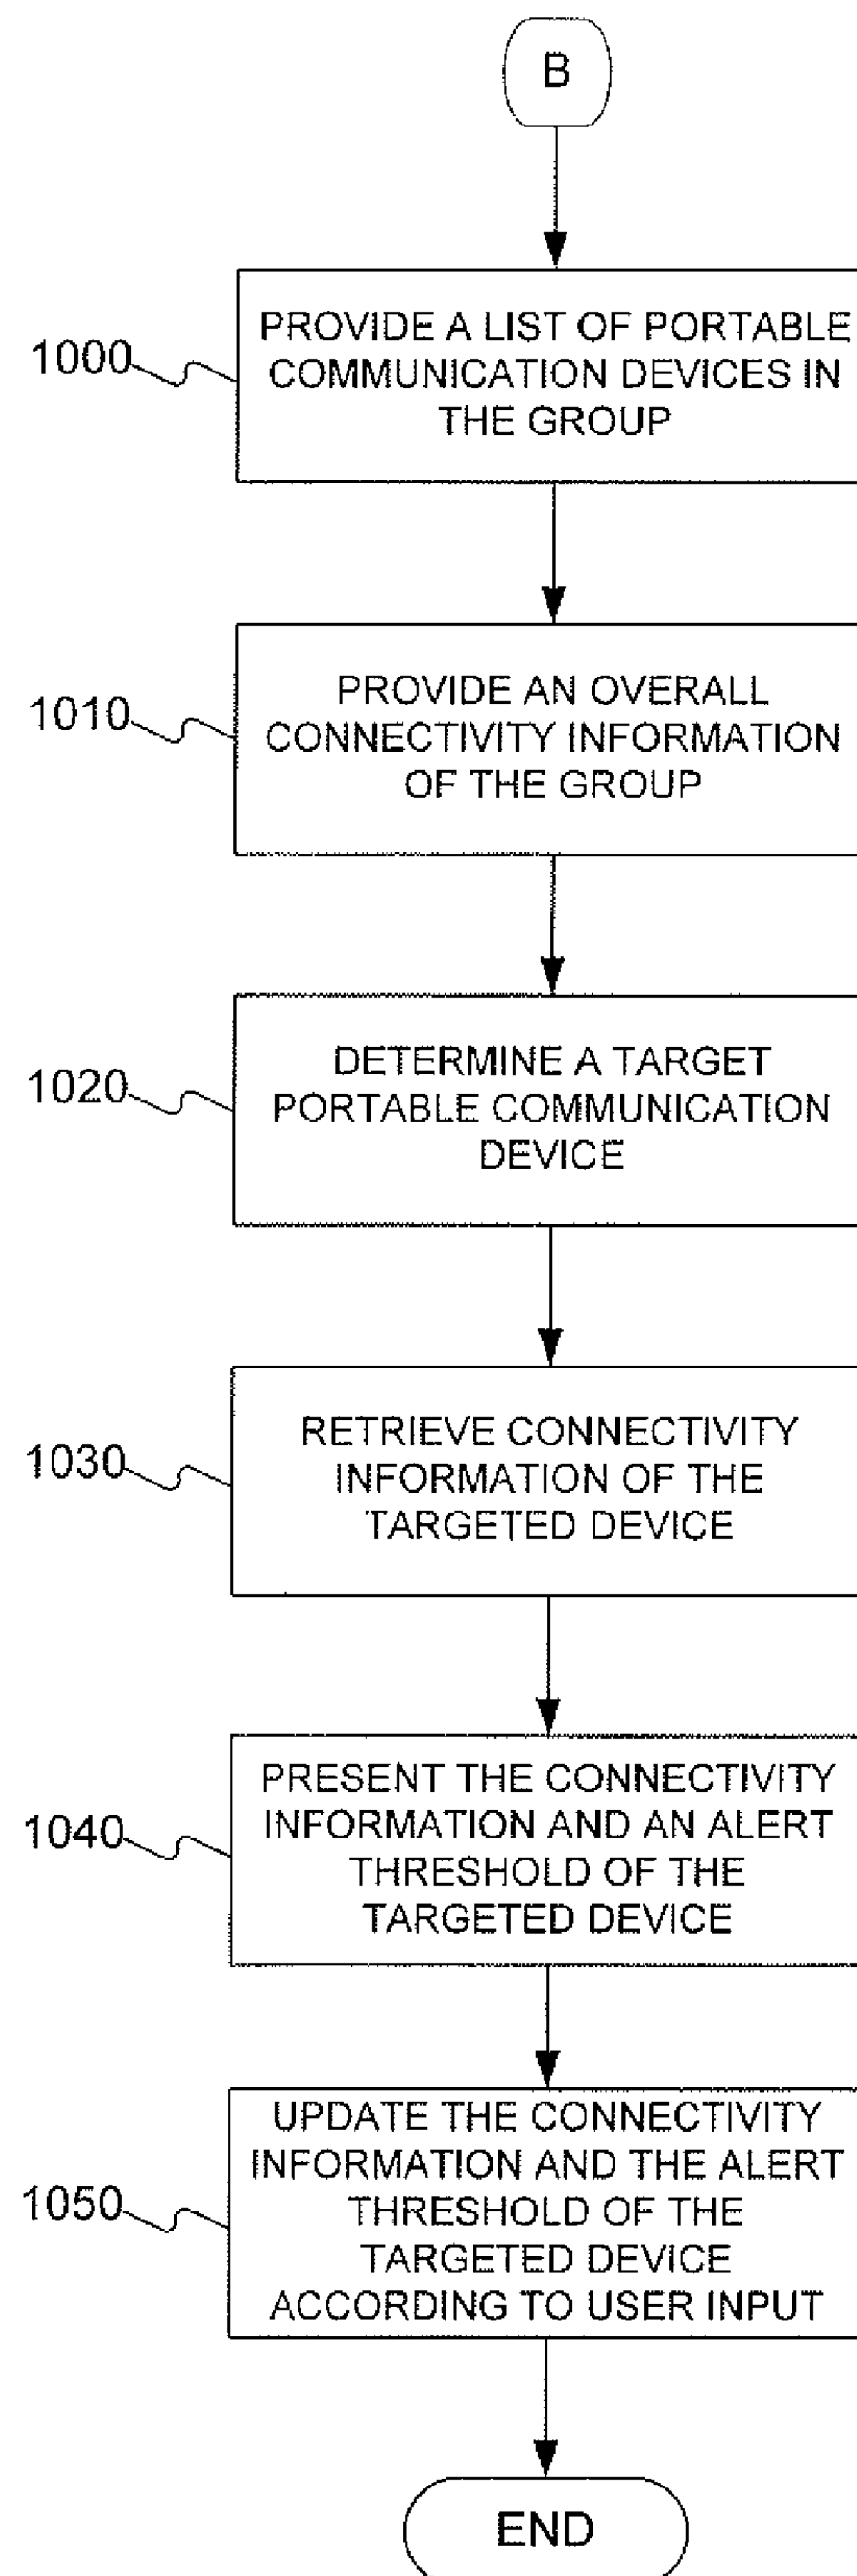 B
1000
PROVIDE A LIST OF PORTABLE
COMMUNICATION DEVICES IN
THE GROUP
1010
PROVIDE AN OVERALL
CONNECTIVITY INFORMATION
OF THE GROUP
1020
DETERMINE A TARGET
PORTABLE COMMUNICATION
DEVICE
1030
RETRIEVE CONNECTIVITY
INFORMATION OF THE
TARGETED DEVICE
1040
PRESENT THE CONNECTIVITY
INFORMATION AND AN ALERT
THRESHOLD OF THE
TARGETED DEVICE
1050
UPDATE THE CONNECTIVITY
INFORMATION AND THE ALERT
THRESHOLD OF THE
TARGETED DEVICE
ACCORDING TO USER INPUT
END